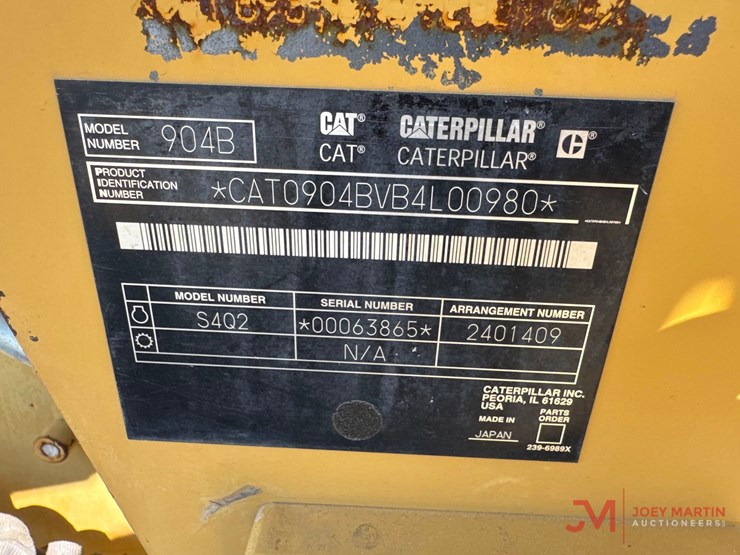 MODEL NUMBER 904B
CAT® CATERPILLAR® C®
CAT® CATERPILLAR®
PRODUCT IDENTIFICATION NUMBER *CAT0904BVB4L00980*
MODEL NUMBER SERIAL NUMBER ARRANGEMENT NUMBER
S4Q2 *00063865* 2401409
N/A
CATERPILLAR INC.
PEORIA, IL 61629
USA
MADE IN PARTS ORDER
JAPAN
239-6989X
JM JOEY MARTIN
AUCTIONEERS